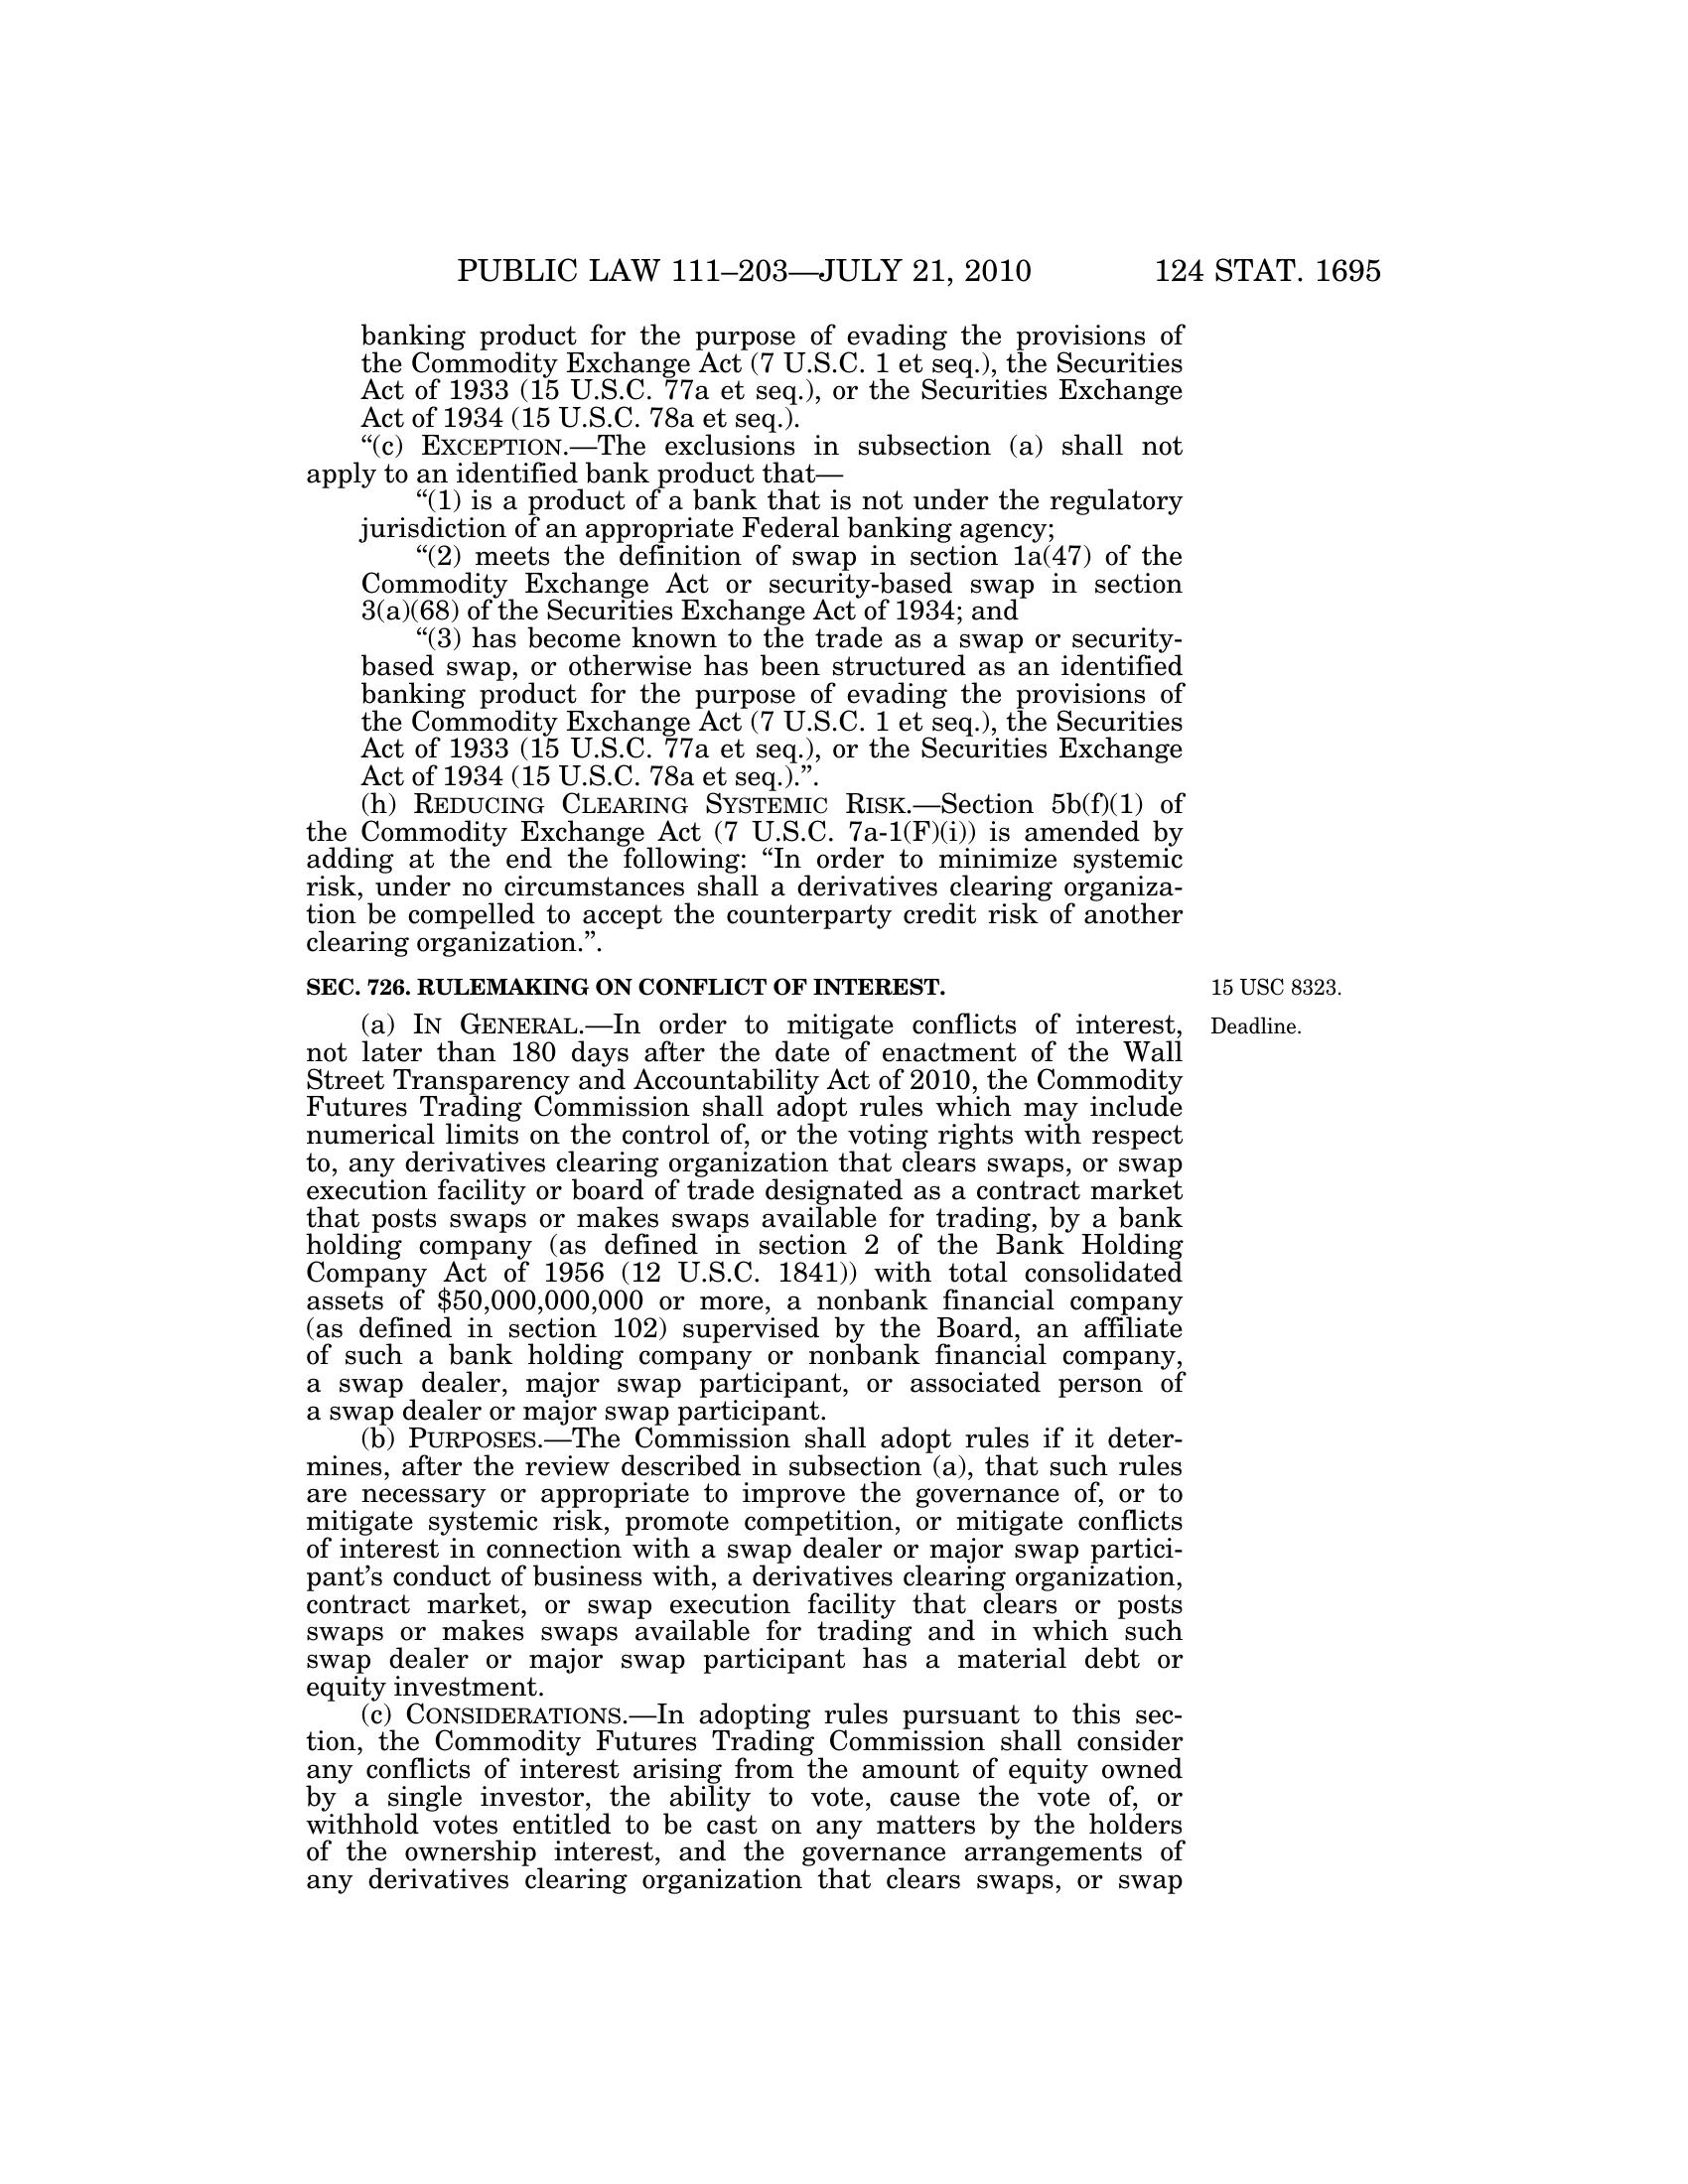 PUBLIC LAW 111–203—JULY 21, 2010 124 STAT. 1695
banking product for the purpose of evading the provisions of
the Commodity Exchange Act (7 U.S.C. 1 et seq.), the Securities
Act of 1933 (15 U.S.C. 77a et seq.), or the Securities Exchange
Act of 1934 (15 U.S.C. 78a et seq.).
“(c) EXCEPTION.—The exclusions in subsection (a) shall not
apply to an identified bank product that—
“(1) is a product of a bank that is not under the regulatory
jurisdiction of an appropriate Federal banking agency;
“(2) meets the definition of swap in section 1a(47) of the
Commodity Exchange Act or security-based swap in section
3(a)(68) of the Securities Exchange Act of 1934; and
“(3) has become known to the trade as a swap or security-
based swap, or otherwise has been structured as an identified
banking product for the purpose of evading the provisions of
the Commodity Exchange Act (7 U.S.C. 1 et seq.), the Securities
Act of 1933 (15 U.S.C. 77a et seq.), or the Securities Exchange
Act of 1934 (15 U.S.C. 78a et seq.).”.
(h) REDUCING CLEARING SYSTEMIC RISK.—Section 5b(f)(1) of
the Commodity Exchange Act (7 U.S.C. 7a-1(F)(i)) is amended by
adding at the end the following: “In order to minimize systemic
risk, under no circumstances shall a derivatives clearing organiza-
tion be compelled to accept the counterparty credit risk of another
clearing organization.”.
SEC. 726. RULEMAKING ON CONFLICT OF INTEREST.
15 USC 8323.
Deadline.
(a) IN GENERAL.—In order to mitigate conflicts of interest,
not later than 180 days after the date of enactment of the Wall
Street Transparency and Accountability Act of 2010, the Commodity
Futures Trading Commission shall adopt rules which may include
numerical limits on the control of, or the voting rights with respect
to, any derivatives clearing organization that clears swaps, or swap
execution facility or board of trade designated as a contract market
that posts swaps or makes swaps available for trading, by a bank
holding company (as defined in section 2 of the Bank Holding
Company Act of 1956 (12 U.S.C. 1841)) with total consolidated
assets of $50,000,000,000 or more, a nonbank financial company
(as defined in section 102) supervised by the Board, an affiliate
of such a bank holding company or nonbank financial company,
a swap dealer, major swap participant, or associated person of
a swap dealer or major swap participant.
(b) PURPOSES.—The Commission shall adopt rules if it deter-
mines, after the review described in subsection (a), that such rules
are necessary or appropriate to improve the governance of, or to
mitigate systemic risk, promote competition, or mitigate conflicts
of interest in connection with a swap dealer or major swap partici-
pant’s conduct of business with, a derivatives clearing organization,
contract market, or swap execution facility that clears or posts
swaps or makes swaps available for trading and in which such
swap dealer or major swap participant has a material debt or
equity investment.
(c) CONSIDERATIONS.—In adopting rules pursuant to this sec-
tion, the Commodity Futures Trading Commission shall consider
any conflicts of interest arising from the amount of equity owned
by a single investor, the ability to vote, cause the vote of, or
withhold votes entitled to be cast on any matters by the holders
of the ownership interest, and the governance arrangements of
any derivatives clearing organization that clears swaps, or swap